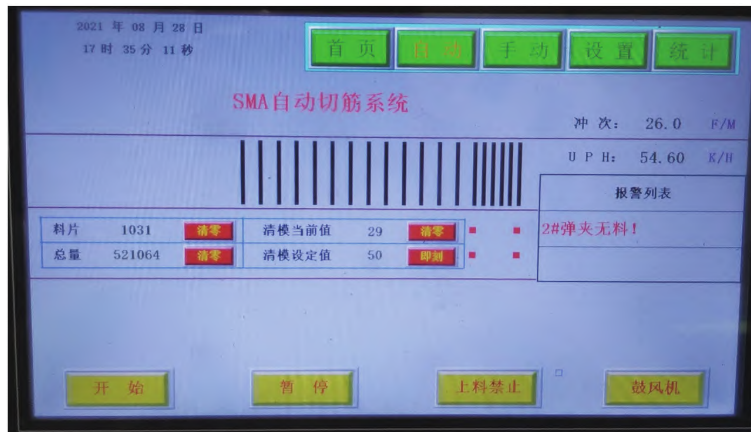 2021 年 08 月 28 日
17 时 35 分 11 秒
首 页 自 动 手 动 设 置 统 计
SMA自动切筋系统
冲 次: 26.0 F/M
U P H: 54.60 K/H
报警列表
2#弹夹无料!
料片 1031 清零 清模当前值 29 清零
总量 521064 清零 清模设定值 50 即刻
开 始 暂 停 上料禁止 鼓风机